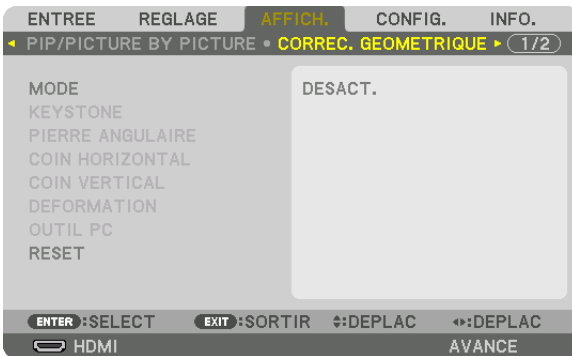 ENTREE REGLAGE AFFICH. CONFIG. INFO.
PIP/PICTURE BY PICTURE • CORREC. GEOMETRIQUE 1/2
MODE DESACT.
KEYSTONE
PIERRE ANGULAIRE
COIN HORIZONTAL
COIN VERTICAL
DEFORMATION
OUTIL PC
RESET
ENTER :SELECT EXIT :SORTIR :DEPLAC :DEPLAC
HDMI AVANCE